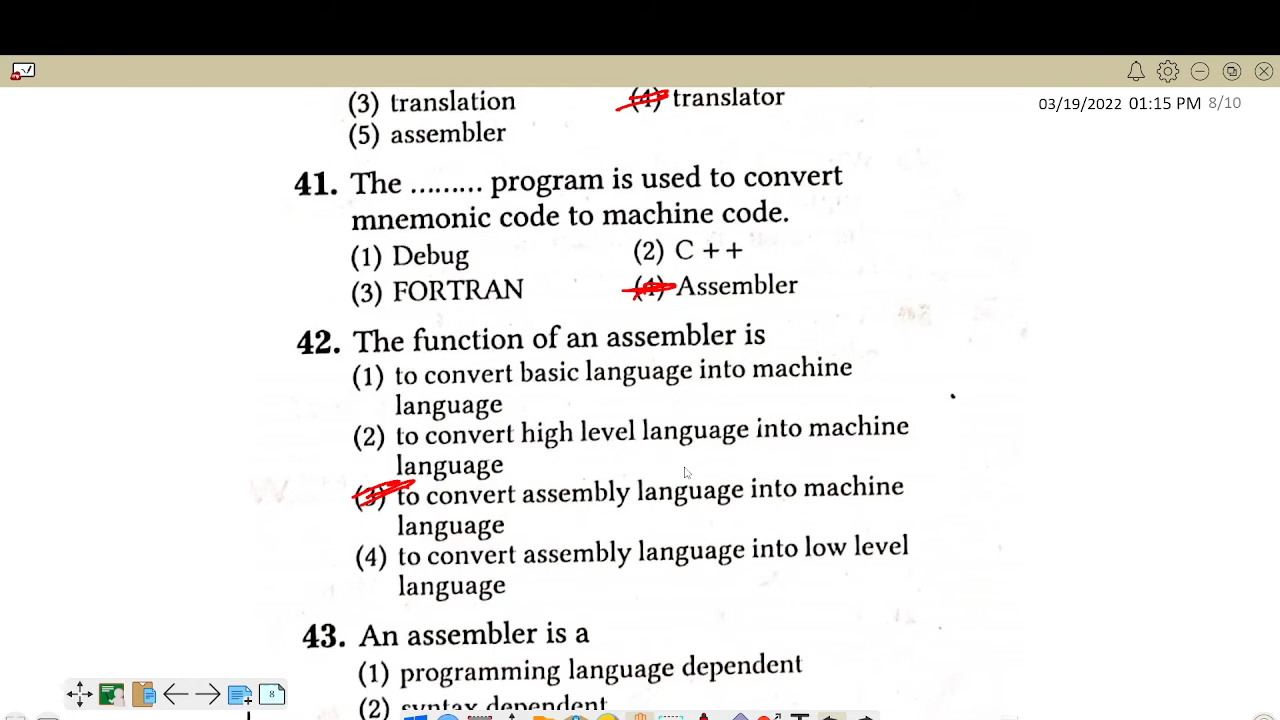 03/19/2022 01:15 PM 8/10
(3) translation (4) translator
(5) assembler
41. The ......... program is used to convert
mnemonic code to machine code.
(1) Debug (2) C + +
(3) FORTRAN (4) Assembler
42. The function of an assembler is
(1) to convert basic language into machine
language
(2) to convert high level language into machine
language
(3) to convert assembly language into machine
language
(4) to convert assembly language into low level
language
43. An assembler is a
(1) programming language dependent
(2) syntax dependent
8